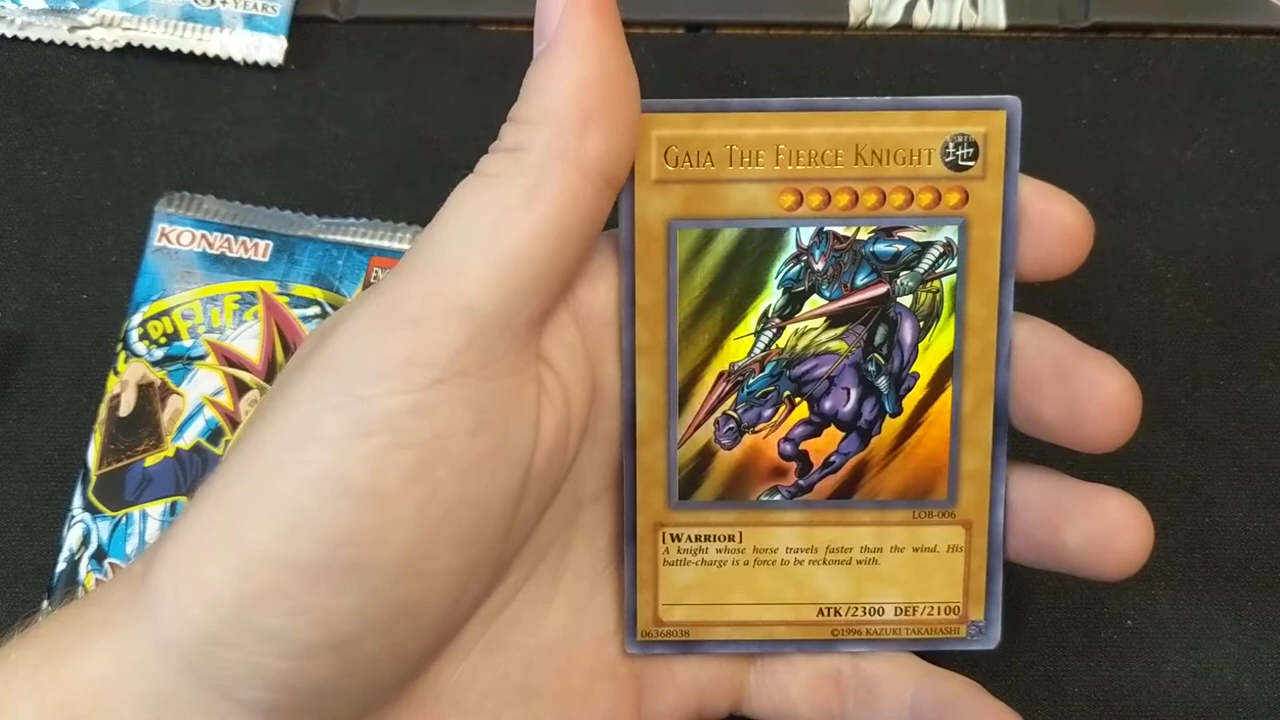 +YEARS
KONAMI
GAIA THE FIERCE KNIGHT
地
LOB-006
[WARRIOR]
A knight whose horse travels faster than the wind. His
battle-charge is a force to be reckoned with.
ATK/2300 DEF/2100
06368038
©1996 KAZUKI TAKAHASHI